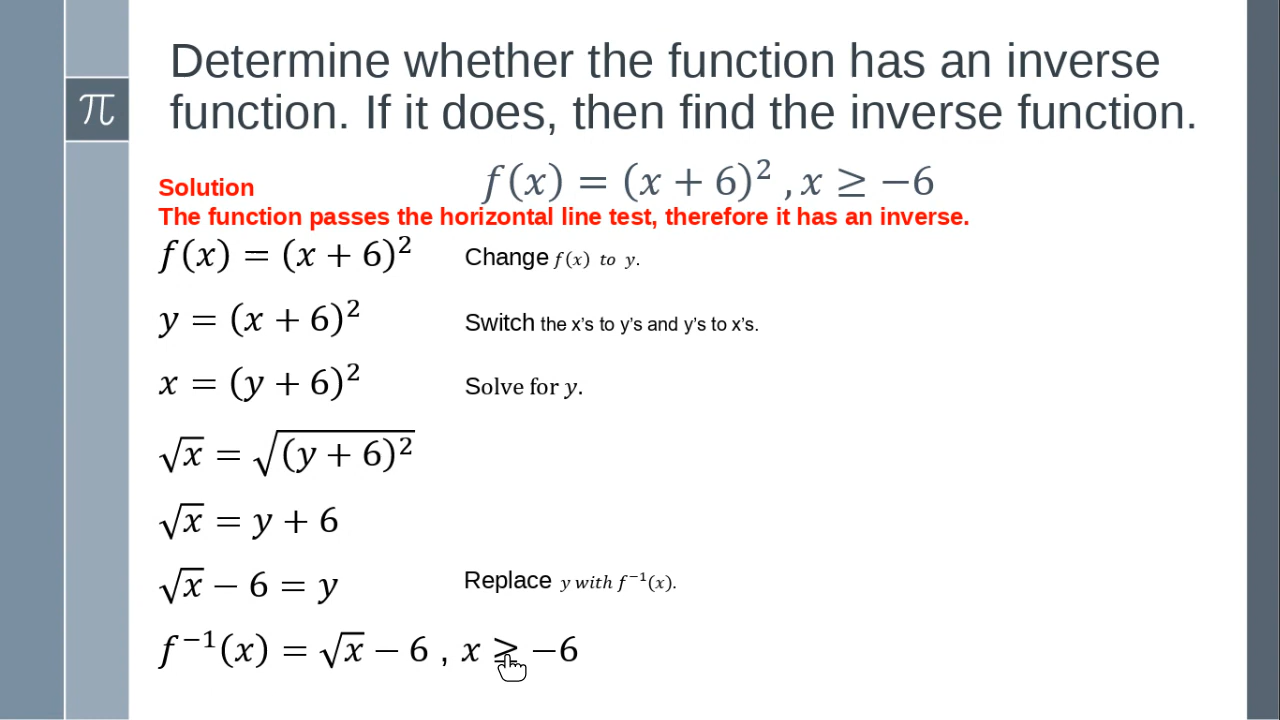 Determine whether the function has an inverse
function. If it does, then find the inverse function.
π
f(x) = (x + 6)² , x ≥ −6
Solution
The function passes the horizontal line test, therefore it has an inverse.
f(x) = (x + 6)² Change f(x) to y.
y = (x + 6)² Switch the x's to y's and y's to x's.
x = (y + 6)² Solve for y.
√x = √(y + 6)²
√x = y + 6
√x − 6 = y Replace y with f⁻¹(x).
f⁻¹(x) = √x − 6 , x ≥ −6